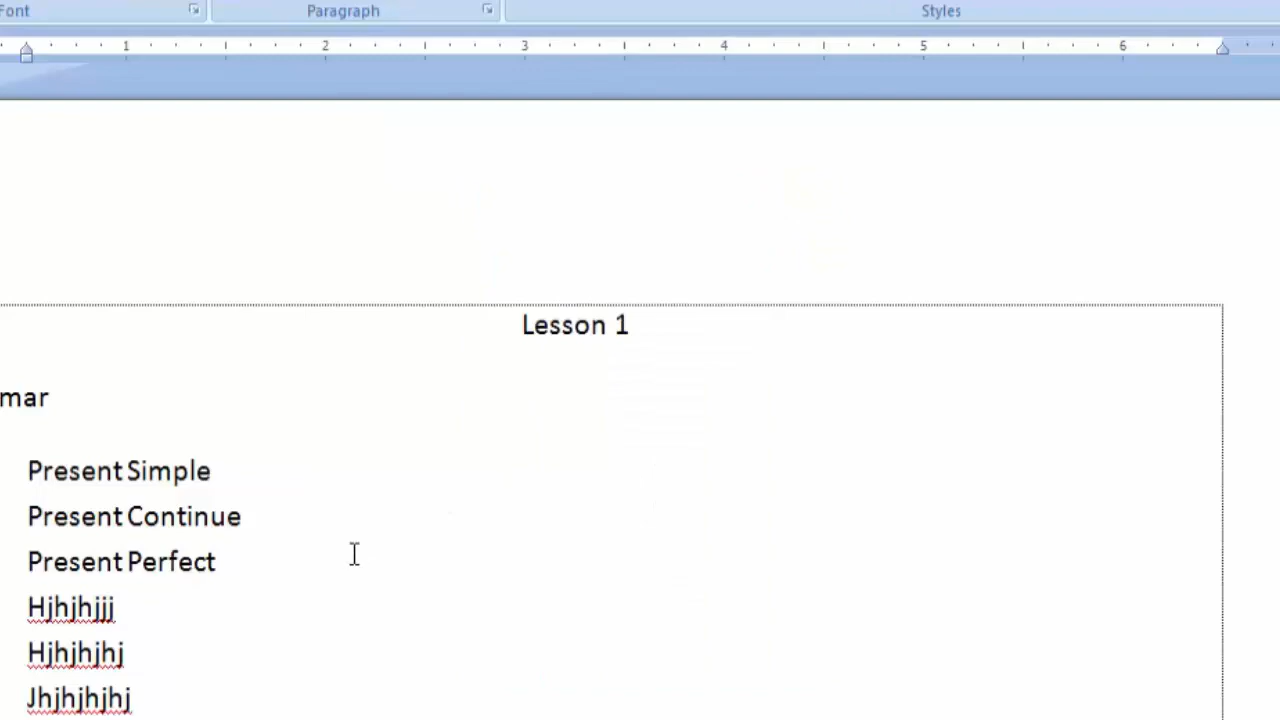 Font Paragraph Styles
1 2 3 4 5 6
Lesson 1
mar
Present Simple
Present Continue
Present Perfect
Hjhjhjjj
Hjhjhjhj
Jhjhjhjhj